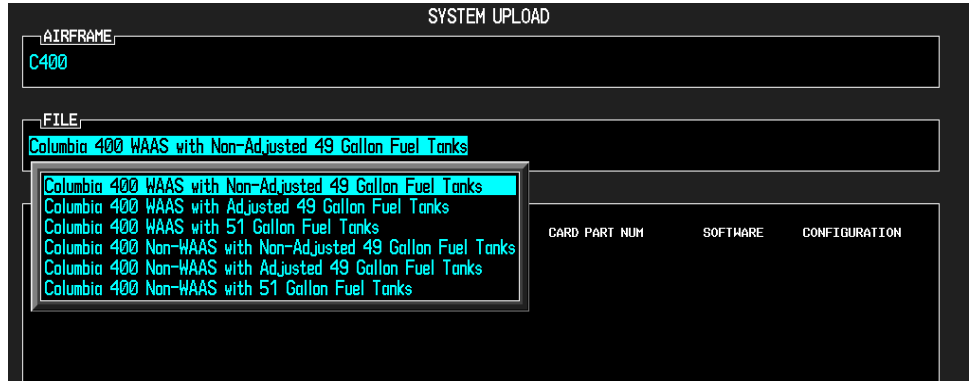 SYSTEM UPLOAD
AIRFRAME
C400
FILE
Columbia 400 WAAS with Non-Adjusted 49 Gallon Fuel Tanks
Columbia 400 WAAS with Non-Adjusted 49 Gallon Fuel Tanks
Columbia 400 WAAS with Adjusted 49 Gallon Fuel Tanks
Columbia 400 WAAS with 51 Gallon Fuel Tanks
Columbia 400 Non-WAAS with Non-Adjusted 49 Gallon Fuel Tanks
Columbia 400 Non-WAAS with Adjusted 49 Gallon Fuel Tanks
Columbia 400 Non-WAAS with 51 Gallon Fuel Tanks
CARD PART NUM SOFTWARE CONFIGURATION